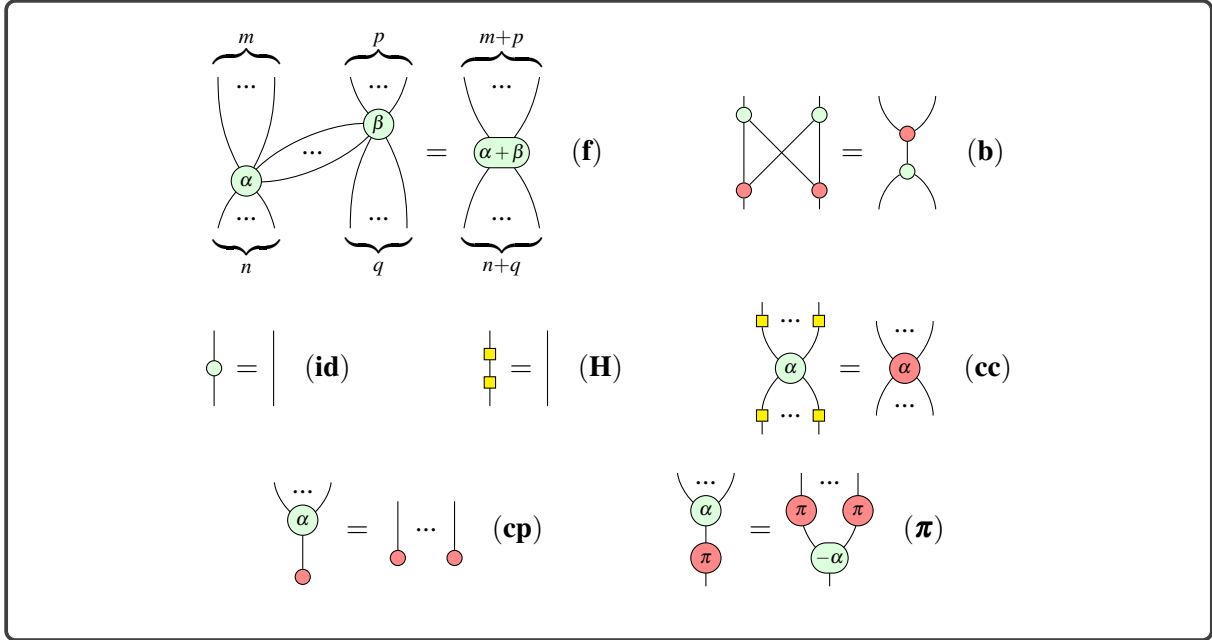 m p m+p
... ... ...
β
... = α + β (f) = (b)
α
... ... ...
n q n+q
... ...
= (id) = (H) α = α (cc)
... ...
... ... ...
α = ... (cp) α = π π (π)
π −α